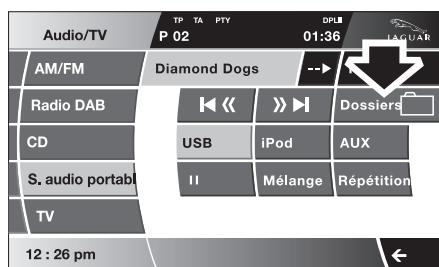 Audio/TV
TP TA PTY DPL II
P 02 01:36
JAGUAR
AM/FM
Diamond Dogs
Radio DAB
Dossiers
CD
USB iPod AUX
S. audio portabl
Mélange Répétition
TV
12 : 26 pm